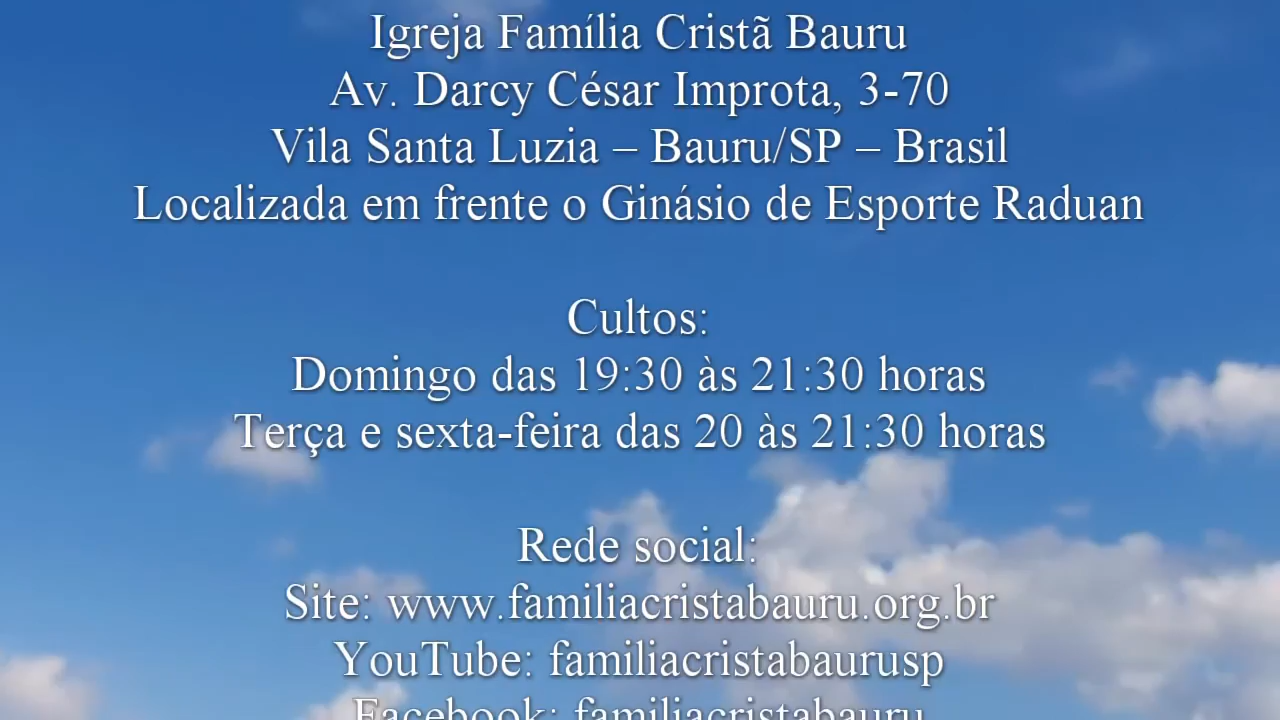 Igreja Família Cristã Bauru
Av. Darcy César Improta, 3-70
Vila Santa Luzia – Bauru/SP – Brasil
Localizada em frente o Ginásio de Esporte Raduan
Cultos:
Domingo das 19:30 às 21:30 horas
Terça e sexta-feira das 20 às 21:30 horas
Rede social:
Site: www.familiacristabauru.org.br
YouTube: familiacristabaurusp
Facebook: familiacristabauru